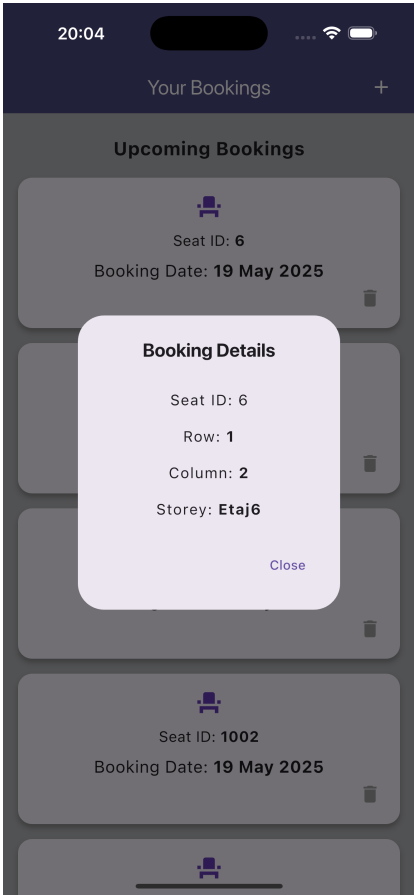 20:04
Your Bookings
+
Upcoming Bookings
Seat ID: 6
Booking Date: 19 May 2025
Booking Details
Seat ID: 6
Row: 1
Column: 2
Storey: Etaj6
Close
Seat ID: 1002
Booking Date: 19 May 2025